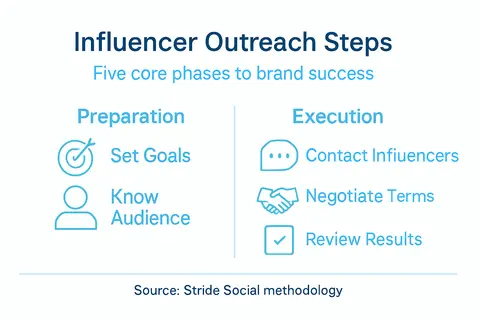 Influencer Outreach Steps
Five core phases to brand success
Preparation
Set Goals
Know
Audience
Execution
Contact Infiuencers
Negotiate Terms
Review Results
Source: Stride Social methodology